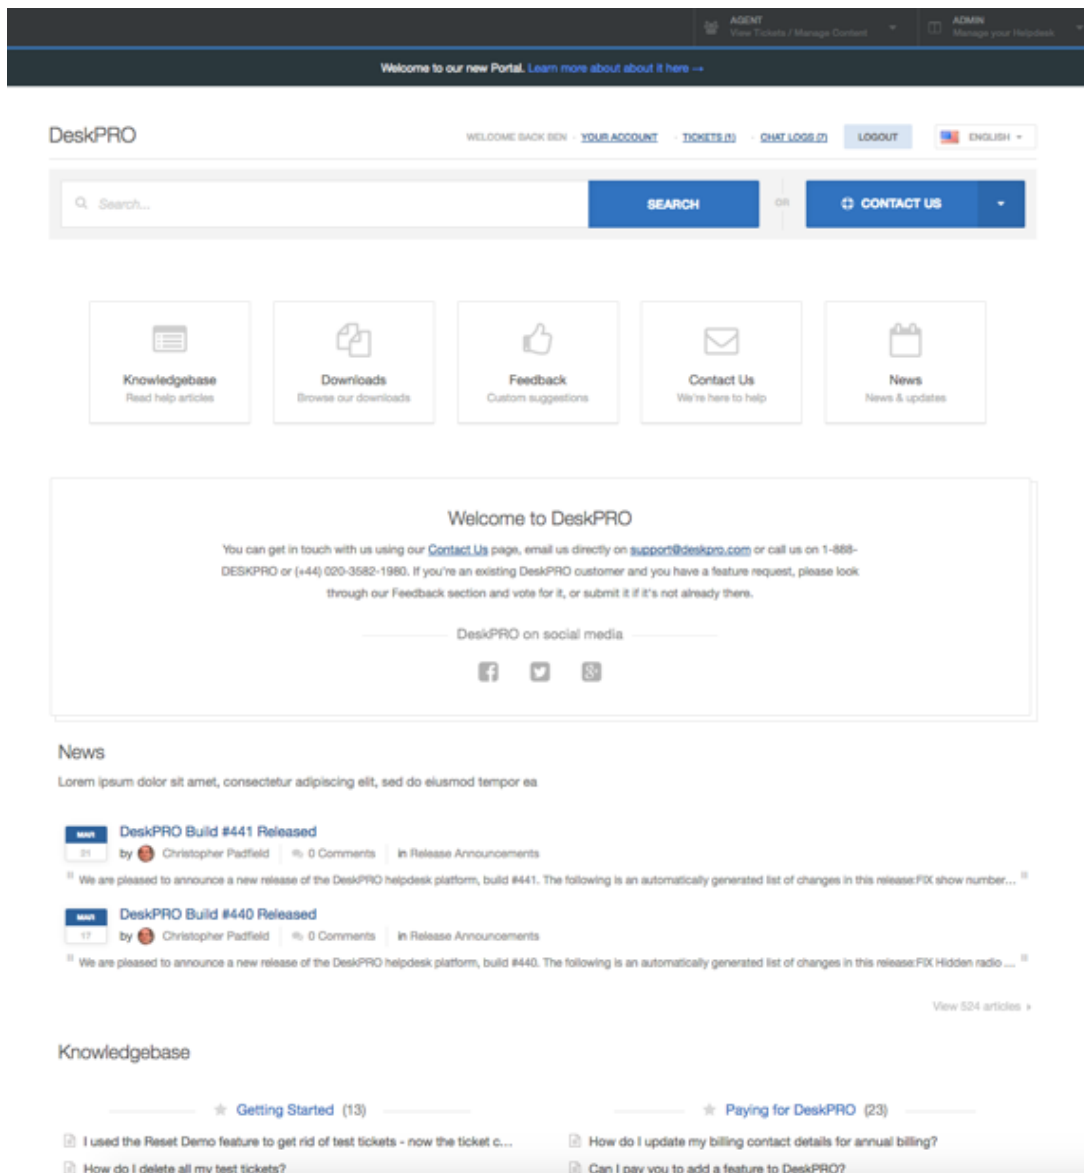 AGENT
View Tickets / Manage Content
ADMIN
Manage your Helpdesk
Welcome to our new Portal. Learn more about about it here →
DeskPRO
WELCOME BACK BEN - YOUR ACCOUNT - TICKETS (1) - CHAT LOGS (7) LOGOUT ENGLISH
Search... SEARCH OR CONTACT US
Knowledgebase
Read help articles
Downloads
Browse our downloads
Feedback
Custom suggestions
Contact Us
We're here to help
News
News & updates
Welcome to DeskPRO
You can get in touch with us using our Contact Us page, email us directly on support@deskpro.com or call us on 1-888-
DESKPRO or (+44) 020-3582-1980. If you're an existing DeskPRO customer and you have a feature request, please look
through our Feedback section and vote for it, or submit it if it's not already there.
DeskPRO on social media
News
Lorem ipsum dolor sit amet, consectetur adipiscing elit, sed do eiusmod tempor ea
MAR
21
DeskPRO Build #441 Released
by Christopher Padfield 0 Comments in Release Announcements
We are pleased to announce a new release of the DeskPRO helpdesk platform, build #441. The following is an automatically generated list of changes in this release:FIX show number...
MAR
17
DeskPRO Build #440 Released
by Christopher Padfield 0 Comments in Release Announcements
We are pleased to announce a new release of the DeskPRO helpdesk platform, build #440. The following is an automatically generated list of changes in this release:FIX Hidden radio ...
View 524 articles ›
Knowledgebase
Getting Started (13)
I used the Reset Demo feature to get rid of test tickets - now the ticket c...
How do I delete all my test tickets?
Paying for DeskPRO (23)
How do I update my billing contact details for annual billing?
Can I pay you to add a feature to DeskPRO?